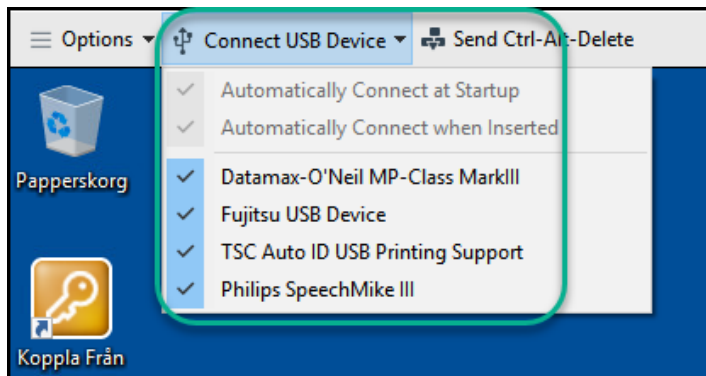 Options Connect USB Device Send Ctrl-Alt-Delete
Automatically Connect at Startup
Automatically Connect when Inserted
Papperskorg
Datamax-O'Neil MP-Class MarkIII
Fujitsu USB Device
TSC Auto ID USB Printing Support
Philips SpeechMike III
Koppla Från